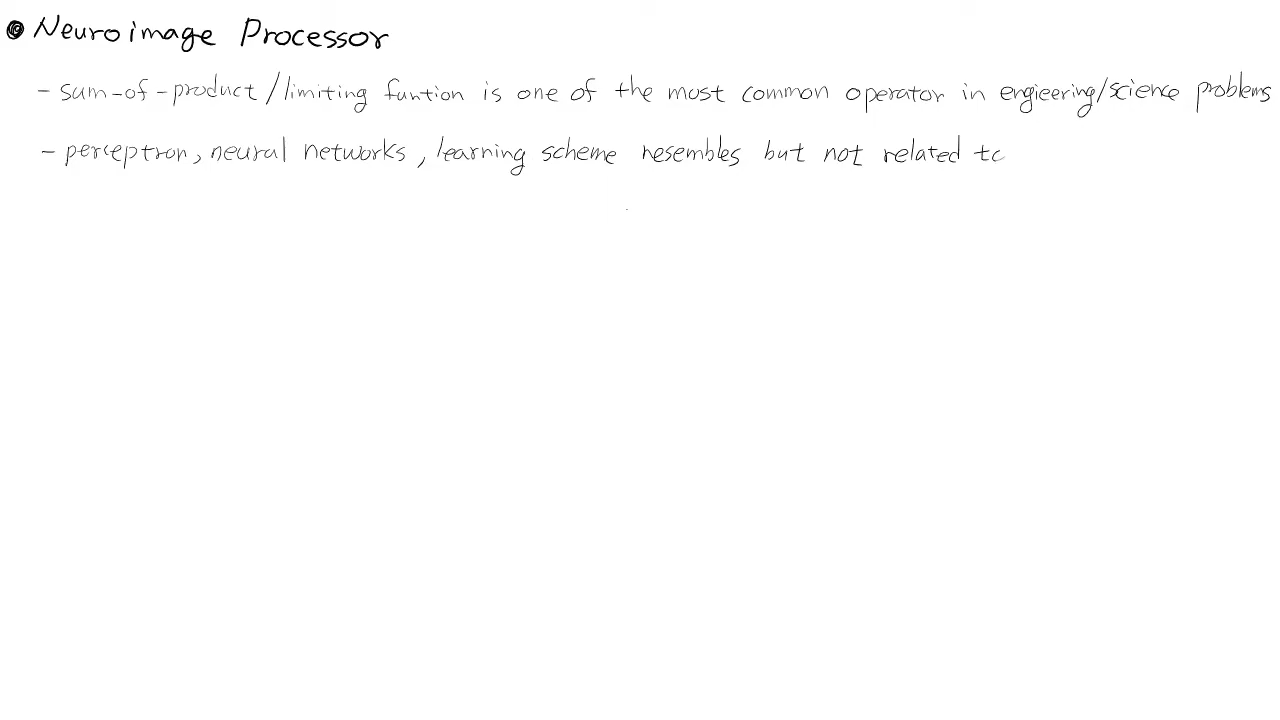 Neuroimage Processor
- sum-of-product/limiting funtion is one of the most common operator in engieering/science problems
- perceptron, neural networks, learning scheme resembles but not related to